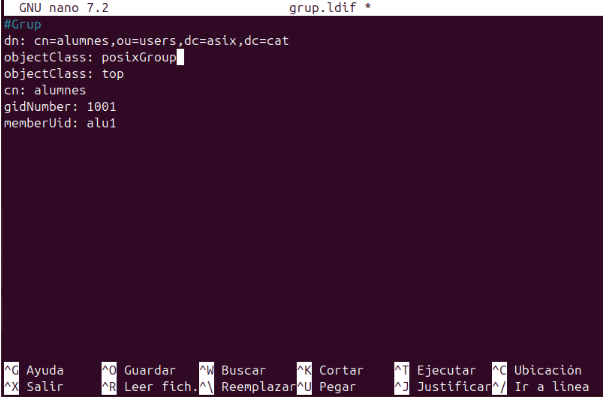 GNU nano 7.2 grup.ldif *
#Grup
dn: cn=alumnes,ou=users,dc=asix,dc=cat
objectClass: posixGroup
objectClass: top
cn: alumnes
gidNumber: 1001
memberUid: alu1
^G Ayuda ^O Guardar ^W Buscar ^K Cortar ^T Ejecutar ^C Ubicación
^X Salir ^R Leer fich. ^\ Reemplazar ^U Pegar ^J Justificar ^/ Ir a línea